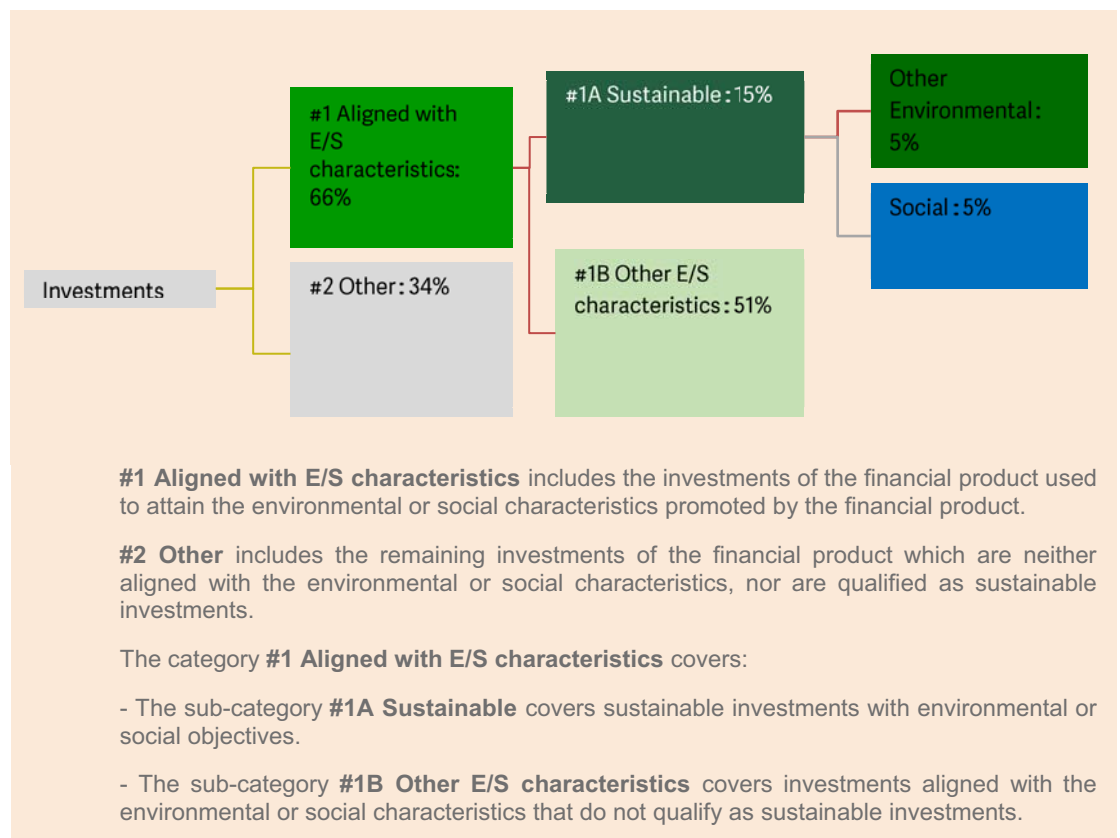 Investments
#1 Aligned with
E/S
characteristics:
66%
#2 Other: 34%
#1A Sustainable: 15%
#1B Other E/S
characteristics: 51%
Other
Environmental:
5%
Social: 5%
#1 Aligned with E/S characteristics includes the investments of the financial product used
to attain the environmental or social characteristics promoted by the financial product.
#2 Other includes the remaining investments of the financial product which are neither
aligned with the environmental or social characteristics, nor are qualified as sustainable
investments.
The category #1 Aligned with E/S characteristics covers:
- The sub-category #1A Sustainable covers sustainable investments with environmental or
social objectives.
- The sub-category #1B Other E/S characteristics covers investments aligned with the
environmental or social characteristics that do not qualify as sustainable investments.